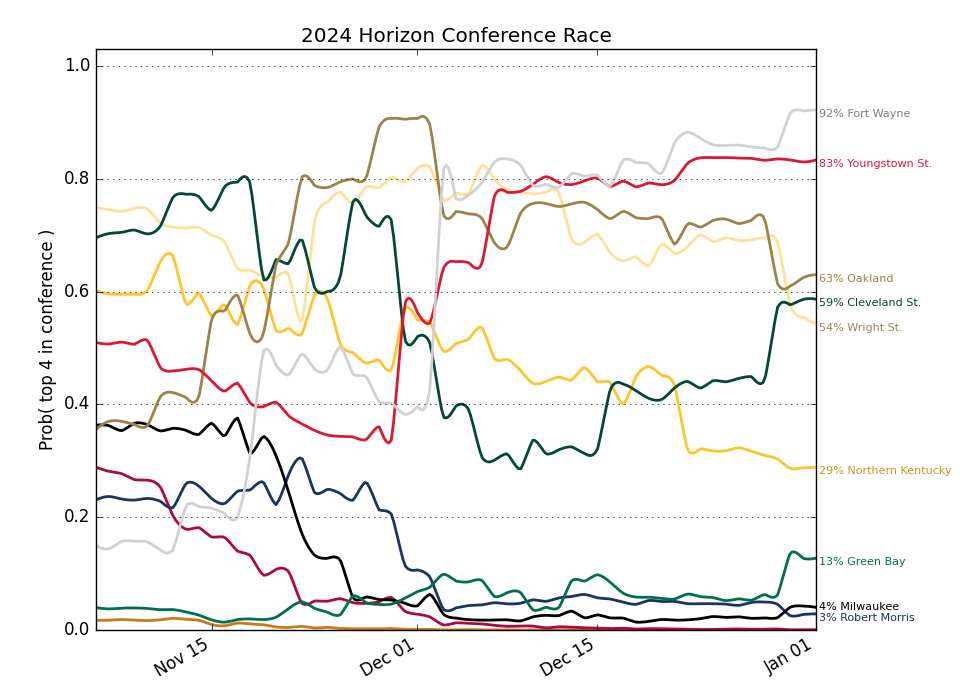 2024 Horizon Conference Race
Prob( top 4 in conference )
1.0
0.8
0.6
0.4
0.2
0.0
Nov 15
Dec 01
Dec 15
Jan 01
92% Fort Wayne
83% Youngstown St.
63% Oakland
59% Cleveland St.
54% Wright St.
29% Northern Kentucky
13% Green Bay
4% Milwaukee
3% Robert Morris